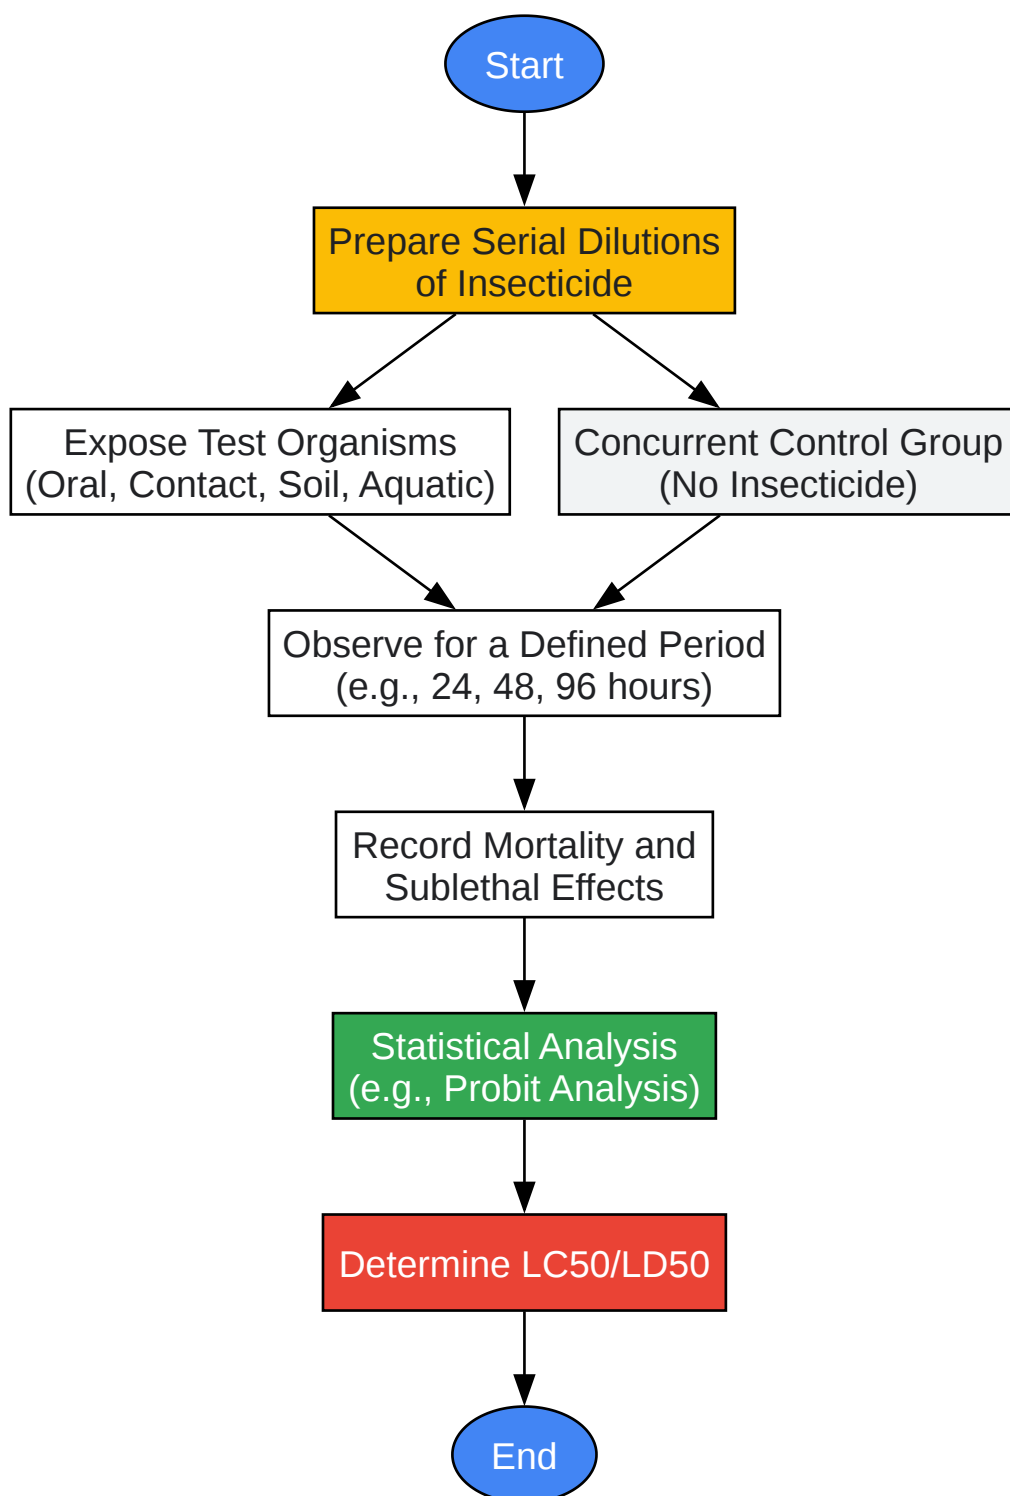 Start
Prepare Serial Dilutions
of Insecticide
Expose Test Organisms
(Oral, Contact, Soil, Aquatic)
Concurrent Control Group
(No Insecticide)
Observe for a Defined Period
(e.g., 24, 48, 96 hours)
Record Mortality and
Sublethal Effects
Statistical Analysis
(e.g., Probit Analysis)
Determine LC50/LD50
End